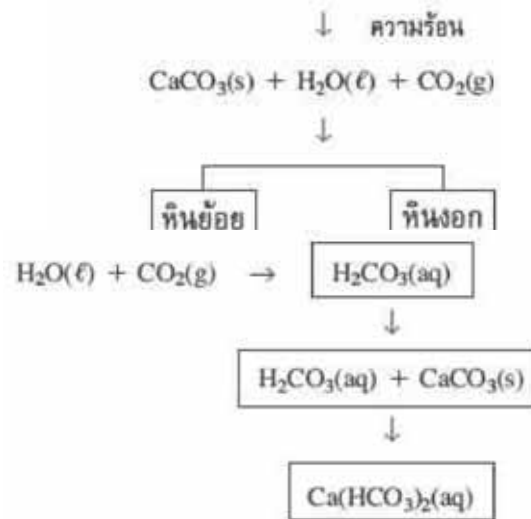 ↓ ความร้อน
CaCO₃(s) + H₂O(ℓ) + CO₂(g)
↓
หินย้อย หินงอก
H₂O(ℓ) + CO₂(g) → H₂CO₃(aq)
↓
H₂CO₃(aq) + CaCO₃(s)
↓
Ca(HCO₃)₂(aq)